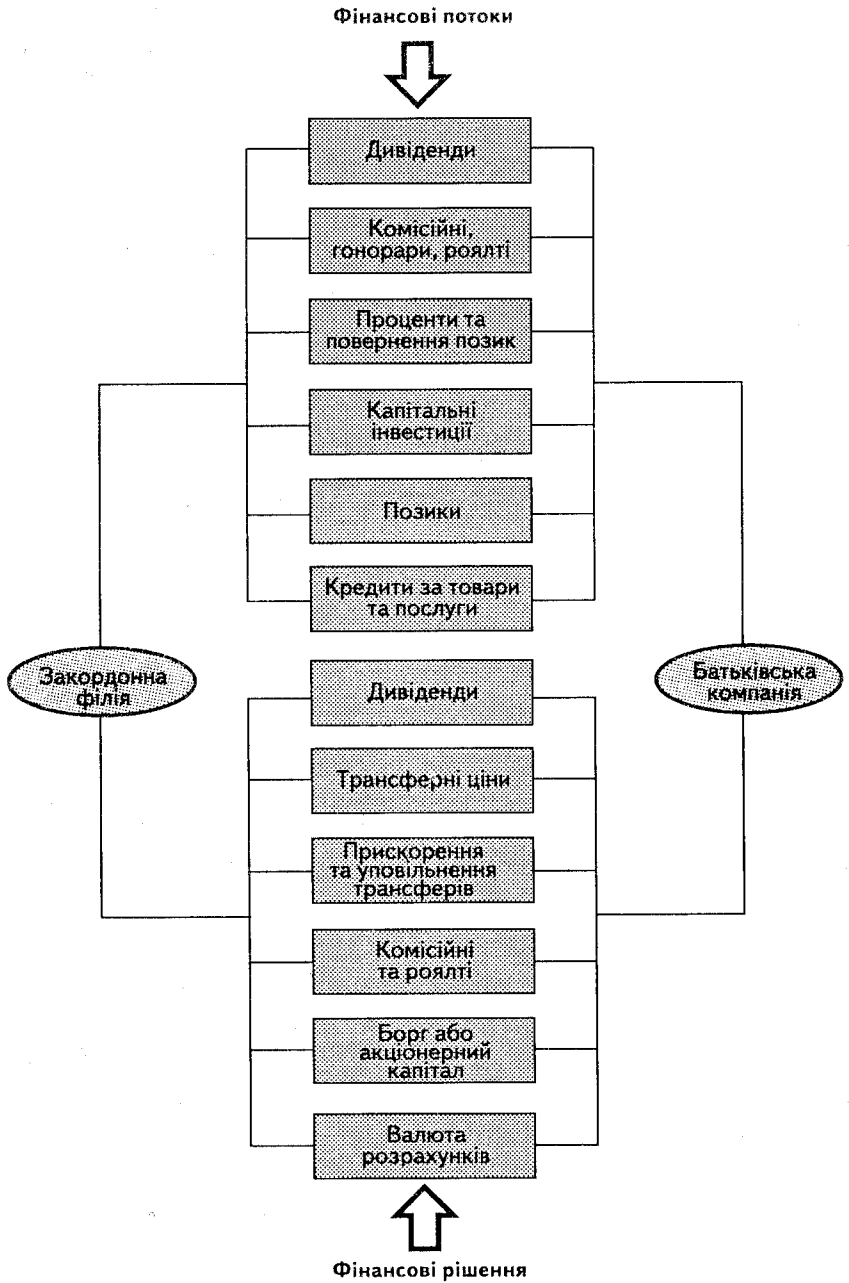 Фінансові потоки
Дивіденди
Комісійні,
гонорари, роялті
Проценти та
повернення позик
Капітальні
інвестиції
Позики
Кредити за товари
та послуги
Закордонна
філія
Батьківська
компанія
Дивіденди
Трансферні ціни
Прискорення
та уповільнення
трансферів
Комісійні
та роялті
Борг або
акціонерний
капітал
Валюта
розрахунків
Фінансові рішення